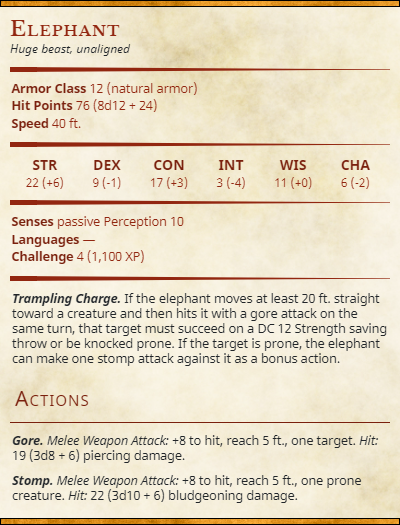 Elephant
Huge beast, unaligned
Armor Class 12 (natural armor)
Hit Points 76 (8d12 + 24)
Speed 40 ft.
STR DEX CON INT WIS CHA
22 (+6) 9 (-1) 17 (+3) 3 (-4) 11 (+0) 6 (-2)
Senses passive Perception 10
Languages —
Challenge 4 (1,100 XP)
Trampling Charge. If the elephant moves at least 20 ft. straight
toward a creature and then hits it with a gore attack on the
same turn, that target must succeed on a DC 12 Strength saving
throw or be knocked prone. If the target is prone, the elephant
can make one stomp attack against it as a bonus action.
Actions
Gore. Melee Weapon Attack: +8 to hit, reach 5 ft., one target. Hit:
19 (3d8 + 6) piercing damage.
Stomp. Melee Weapon Attack: +8 to hit, reach 5 ft., one prone
creature. Hit: 22 (3d10 + 6) bludgeoning damage.